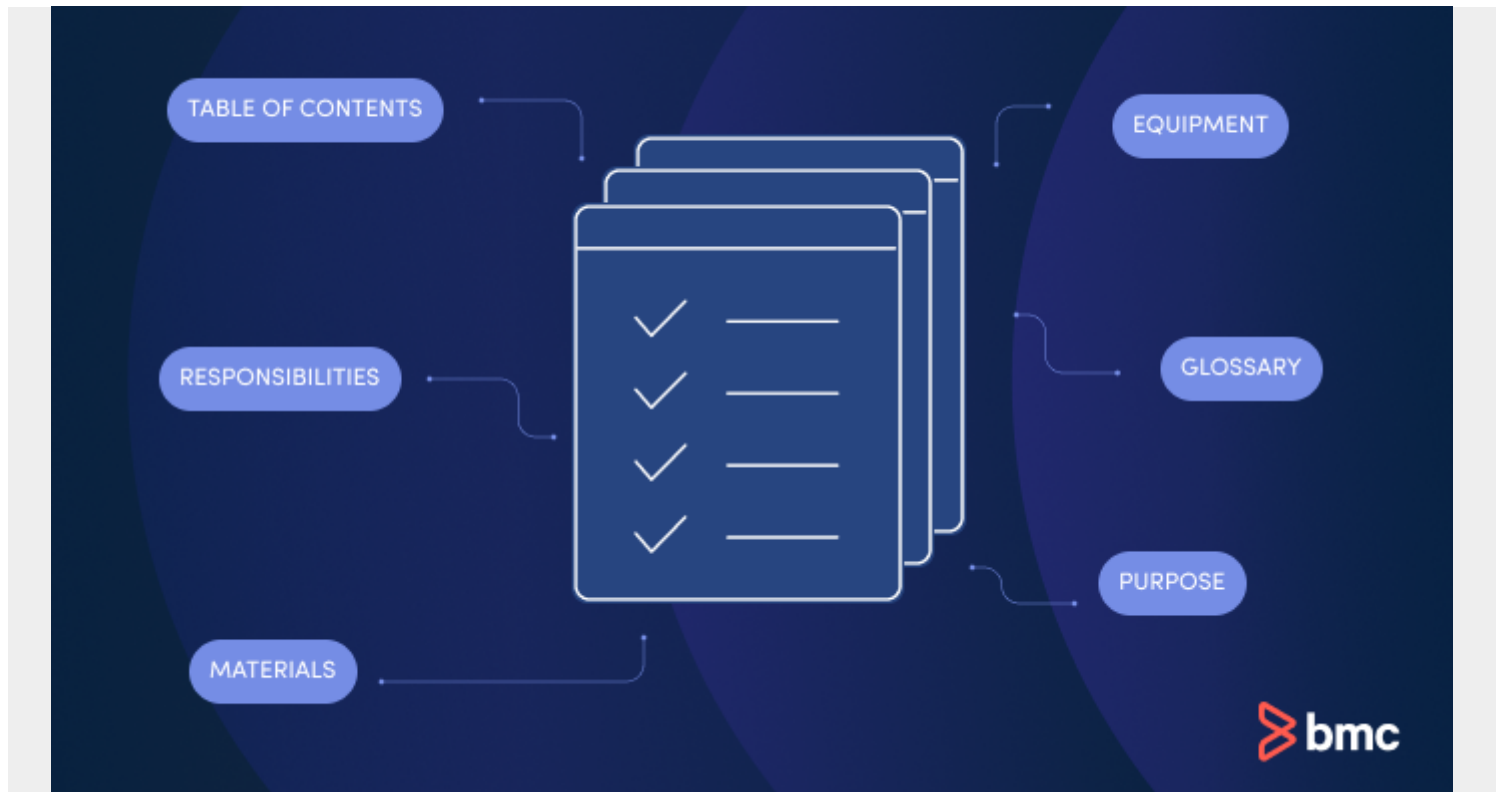 TABLE OF CONTENTS
EQUIPMENT
RESPONSIBILITIES
GLOSSARY
PURPOSE
MATERIALS
bmc